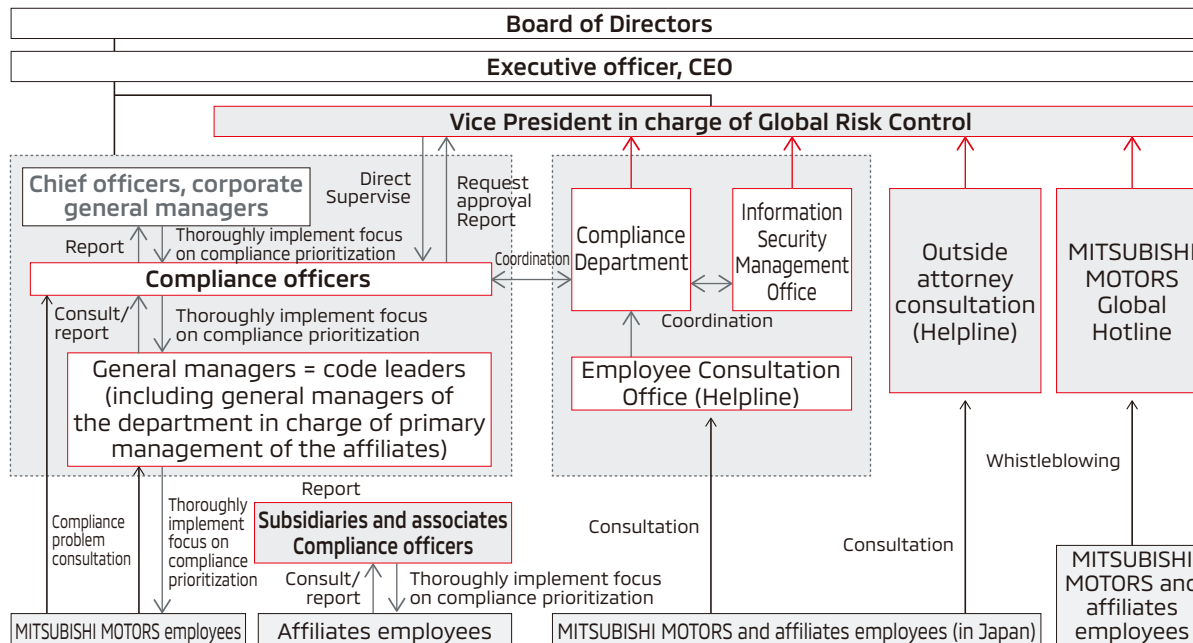 Board of Directors
Executive officer, CEO
Vice President in charge of Global Risk Control
Chief officers, corporate
general managers
Direct
Supervise
Request
approval
Report
Report
Thoroughly implement focus
on compliance prioritization
Compliance officers
Coordination
Compliance
Department
Information
Security
Management
Office
Coordination
Outside
attorney
consultation
(Helpline)
MITSUBISHI
MOTORS
Global
Hotline
Consult/
report
Thoroughly implement focus
on compliance prioritization
General managers = code leaders
(including general managers of
the department in charge of primary
management of the affiliates)
Employee Consultation
Office (Helpline)
Report
Whistleblowing
Compliance
problem
consultation
Thoroughly
implement
focus on
compliance
prioritization
Subsidiaries and associates
Compliance officers
Consultation
Consultation
Consult/
report
Thoroughly implement focus
on compliance prioritization
MITSUBISHI MOTORS employees
Affiliates employees
MITSUBISHI MOTORS and affiliates employees (in Japan)
MITSUBISHI
MOTORS and
affiliates
employees